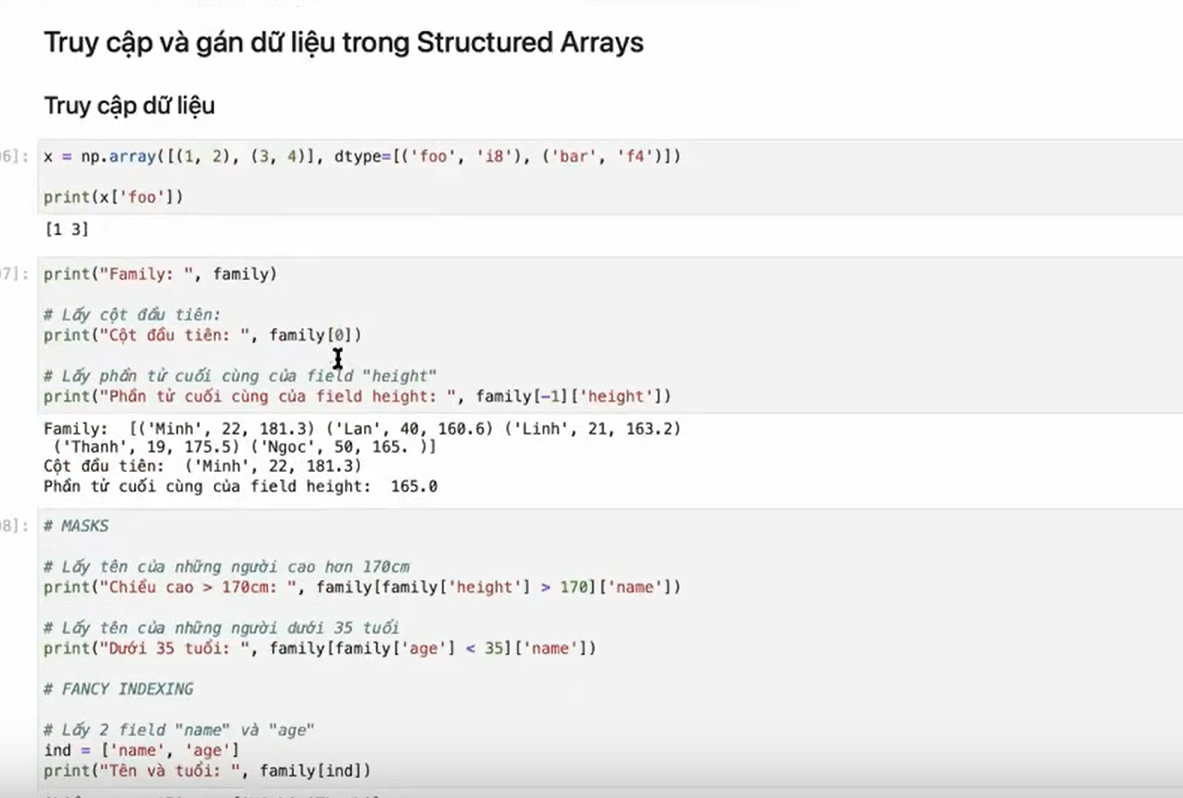 Truy cập và gán dữ liệu trong Structured Arrays
Truy cập dữ liệu
6]: x = np.array([(1, 2), (3, 4)], dtype=[('foo', 'i8'), ('bar', 'f4')])
print(x['foo'])
[1 3]
7]: print("Family: ", family)
# Lấy cột đầu tiên:
print("Cột đầu tiên: ", family[0])
# Lấy phần tử cuối cùng của field "height"
print("Phần tử cuối cùng của field height: ", family[-1]['height'])
Family:  [('Minh', 22, 181.3) ('Lan', 40, 160.6) ('Linh', 21, 163.2)
('Thanh', 19, 175.5) ('Ngoc', 50, 165. )]
Cột đầu tiên:  ('Minh', 22, 181.3)
Phần tử cuối cùng của field height:  165.0
8]: # MASKS
# Lấy tên của những người cao hơn 170cm
print("Chiều cao > 170cm: ", family[family['height'] > 170]['name'])
# Lấy tên của những người dưới 35 tuổi
print("Dưới 35 tuổi: ", family[family['age'] < 35]['name'])
# FANCY INDEXING
# Lấy 2 field "name" và "age"
ind = ['name', 'age']
print("Tên và tuổi: ", family[ind])